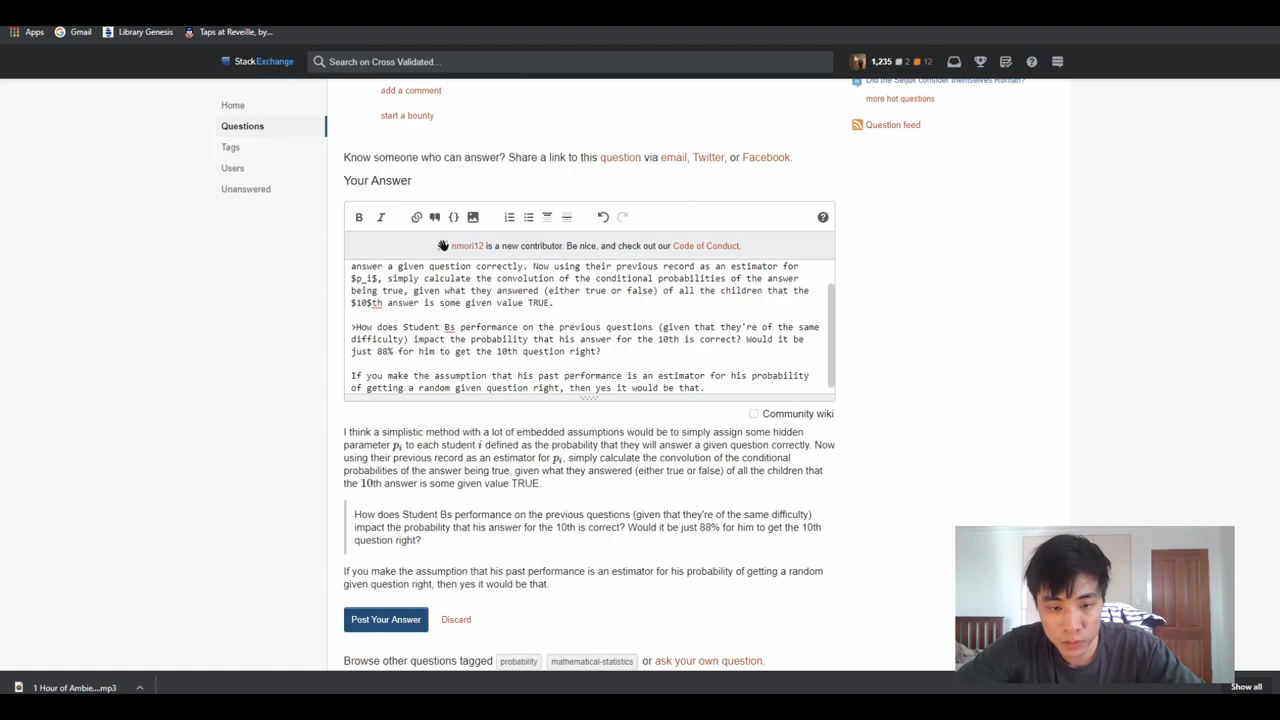 Apps Gmail Library Genesis Taps at Reveille, by...
StackExchange Search on Cross Validated... 1,235 2 12
Did the Seljuk consider themselves Roman?
more hot questions
Question feed
Home
Questions
Tags
Users
Unanswered
add a comment
start a bounty
Know someone who can answer? Share a link to this question via email, Twitter, or Facebook.
Your Answer
B I {} ?
nmori12 is a new contributor. Be nice, and check out our Code of Conduct.
answer a given question correctly. Now using their previous record as an estimator for
$p_i$, simply calculate the convolution of the conditional probabilities of the answer
being true, given what they answered (either true or false) of all the children that the
$10$th answer is some given value TRUE.
>How does Student Bs performance on the previous questions (given that they're of the same
difficulty) impact the probability that his answer for the 10th is correct? Would it be
just 88% for him to get the 10th question right?
If you make the assumption that his past performance is an estimator for his probability
of getting a random given question right, then yes it would be that.
Community wiki
I think a simplistic method with a lot of embedded assumptions would be to simply assign some hidden
parameter pi to each student i defined as the probability that they will answer a given question correctly. Now
using their previous record as an estimator for pi, simply calculate the convolution of the conditional
probabilities of the answer being true, given what they answered (either true or false) of all the children that
the 10th answer is some given value TRUE.
How does Student Bs performance on the previous questions (given that they're of the same difficulty)
impact the probability that his answer for the 10th is correct? Would it be just 88% for him to get the 10th
question right?
If you make the assumption that his past performance is an estimator for his probability of getting a random
given question right, then yes it would be that.
Post Your Answer Discard
Browse other questions tagged probability mathematical-statistics or ask your own question.
1 Hour of Ambie....mp3 Show all